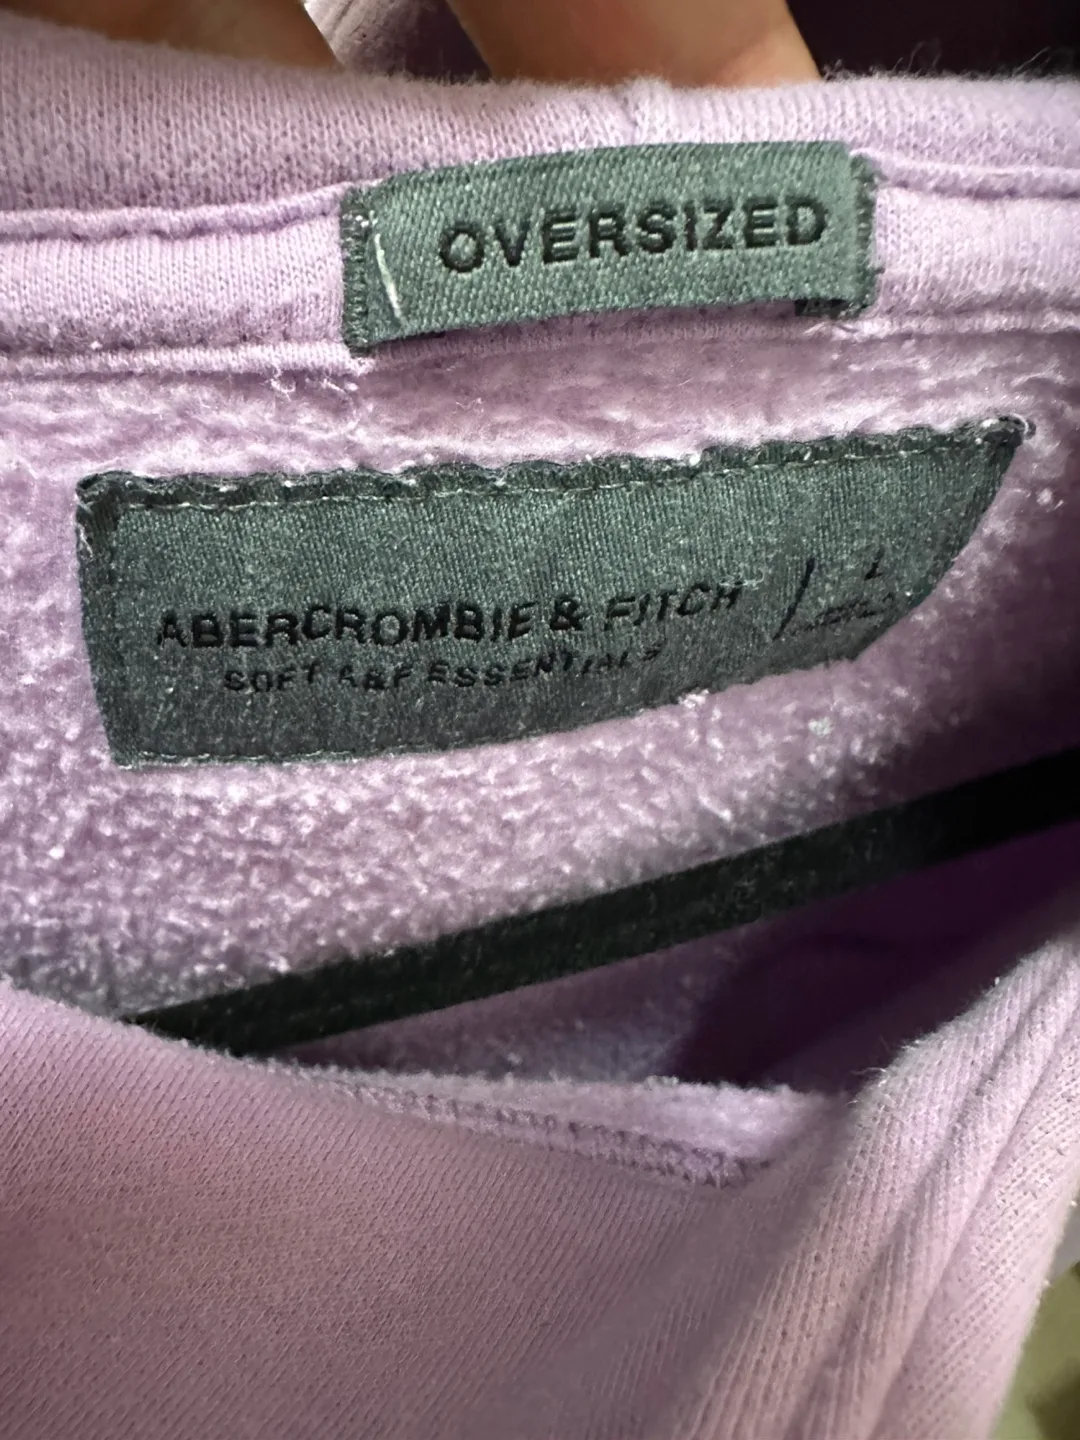 OVERSIZED
ABERCROMBIE & FITCH / L
SOFT A&F ESSENTIALS